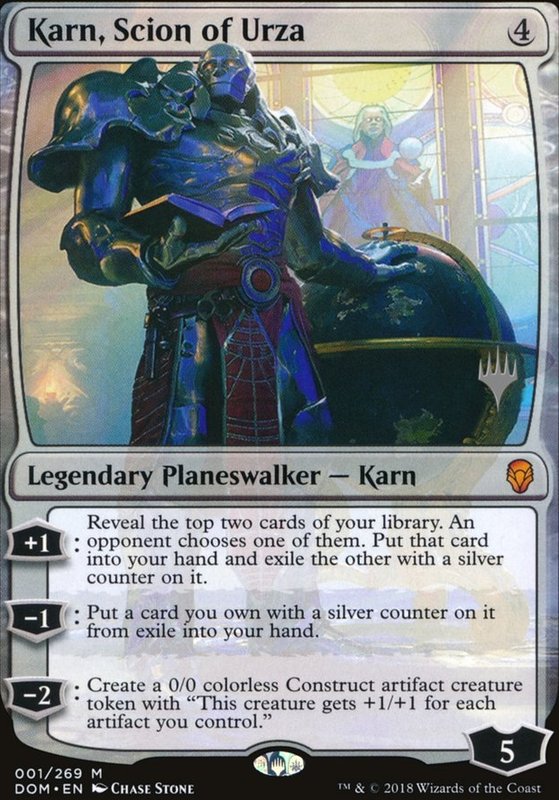 Karn, Scion of Urza 4
Legendary Planeswalker — Karn
+1 : Reveal the top two cards of your library. An
opponent chooses one of them. Put that card
into your hand and exile the other with a silver
counter on it.
−1 : Put a card you own with a silver counter on it
from exile into your hand.
−2 : Create a 0/0 colorless Construct artifact creature
token with “This creature gets +1/+1 for each
artifact you control.”
5
001/269 M
DOM • EN Chase Stone
™ & © 2018 Wizards of the Coast